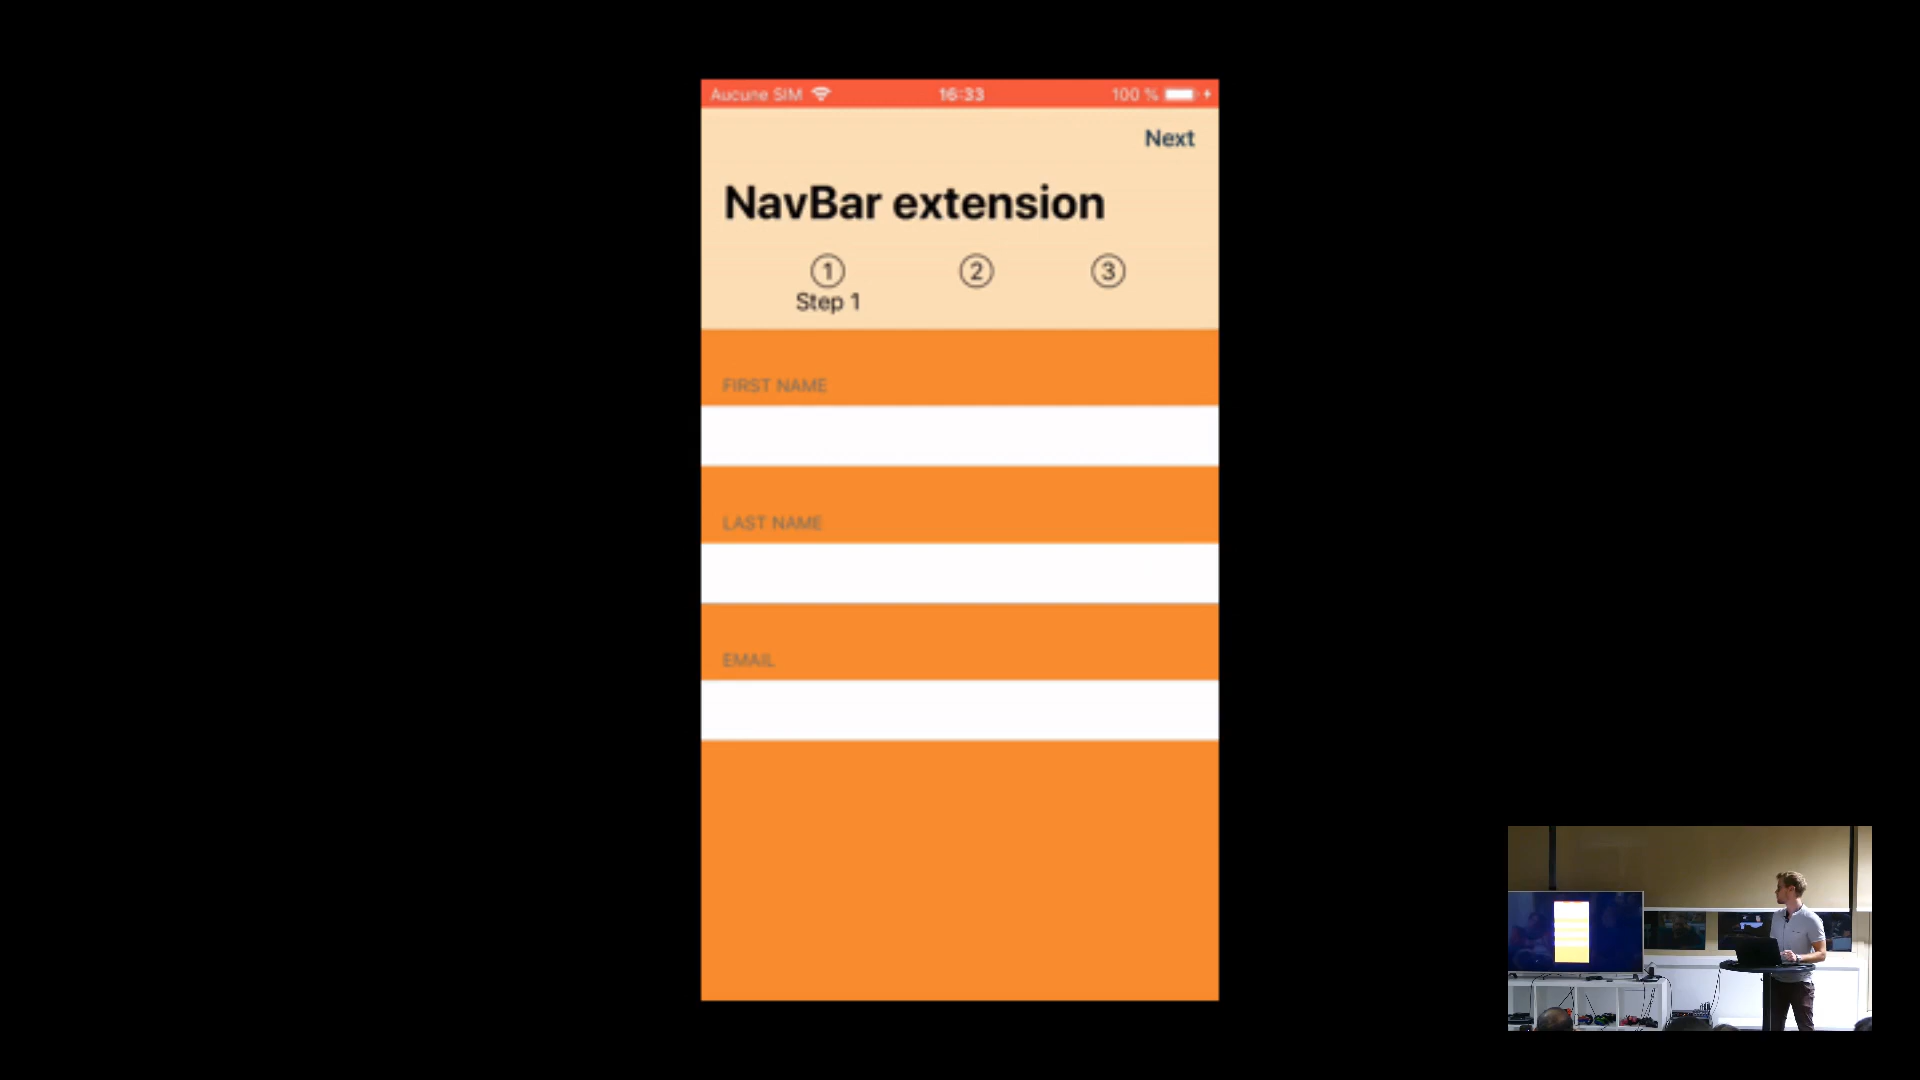 Aucune SIM 16:33 100 %
Next
NavBar extension
1 2 3
Step 1
FIRST NAME
LAST NAME
EMAIL